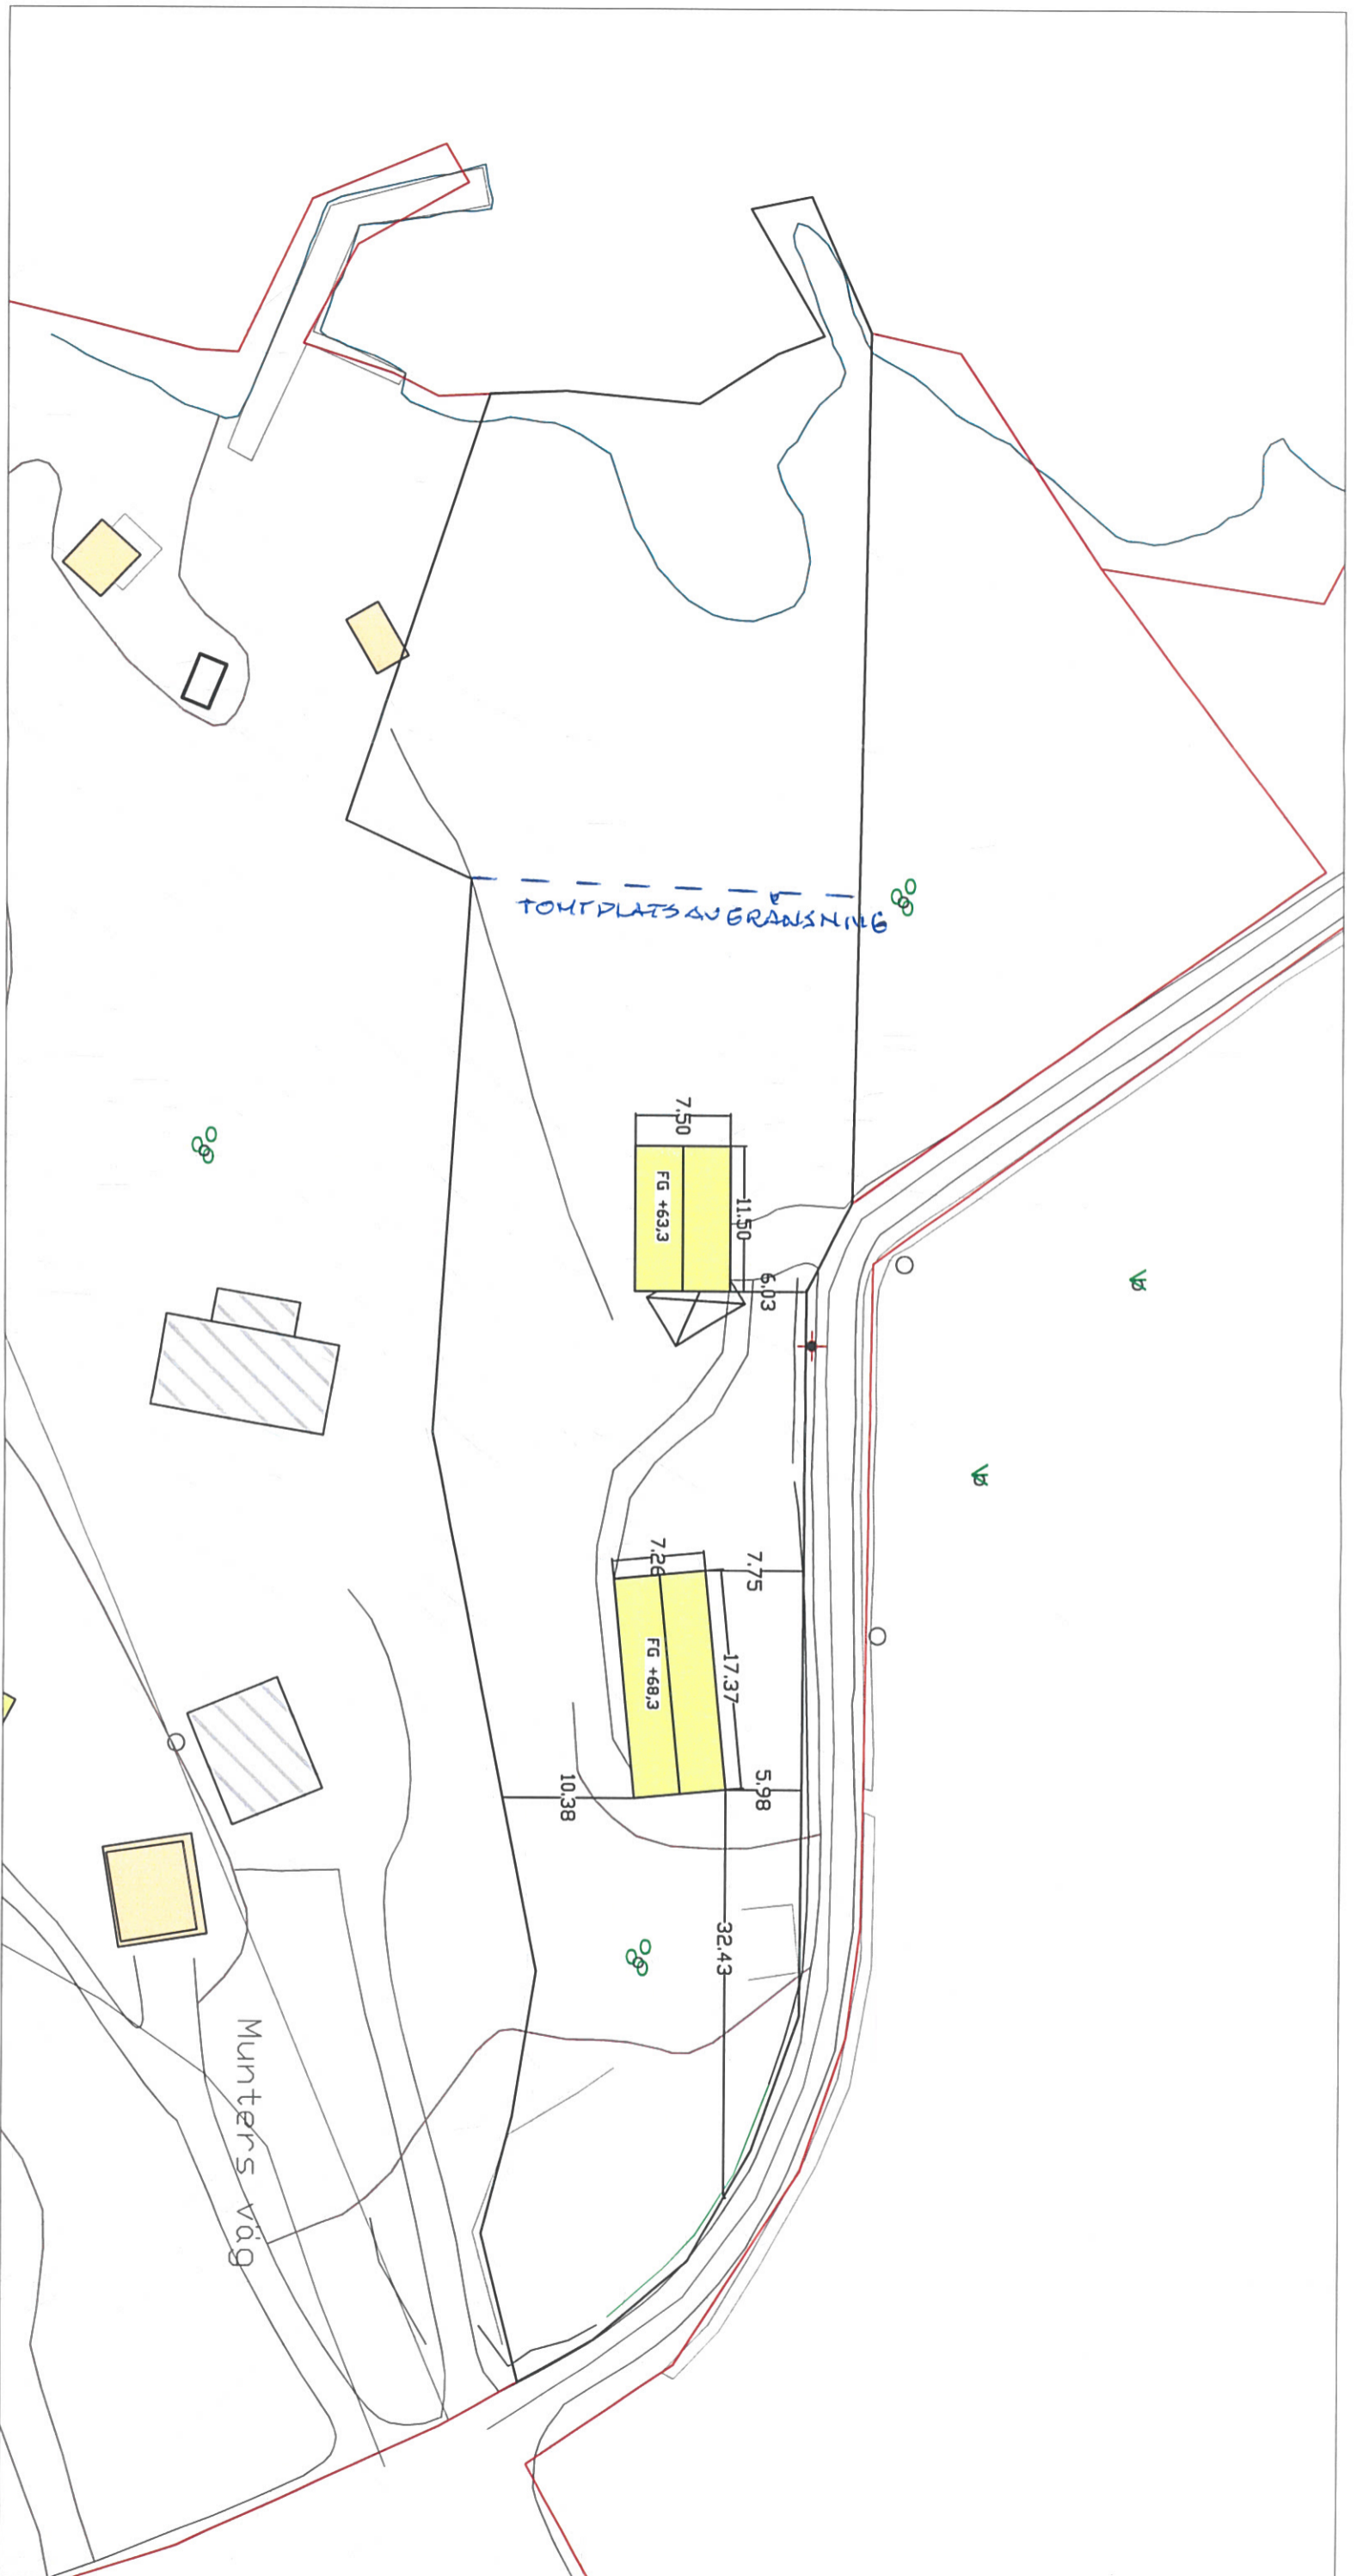 TOMTPLATSAVGRÄNSNING
7.50
FG +63,3
11.50
6.03
7.26
7.75
FG +68,3
17.37
5.98
10.38
32.43
Munters väg